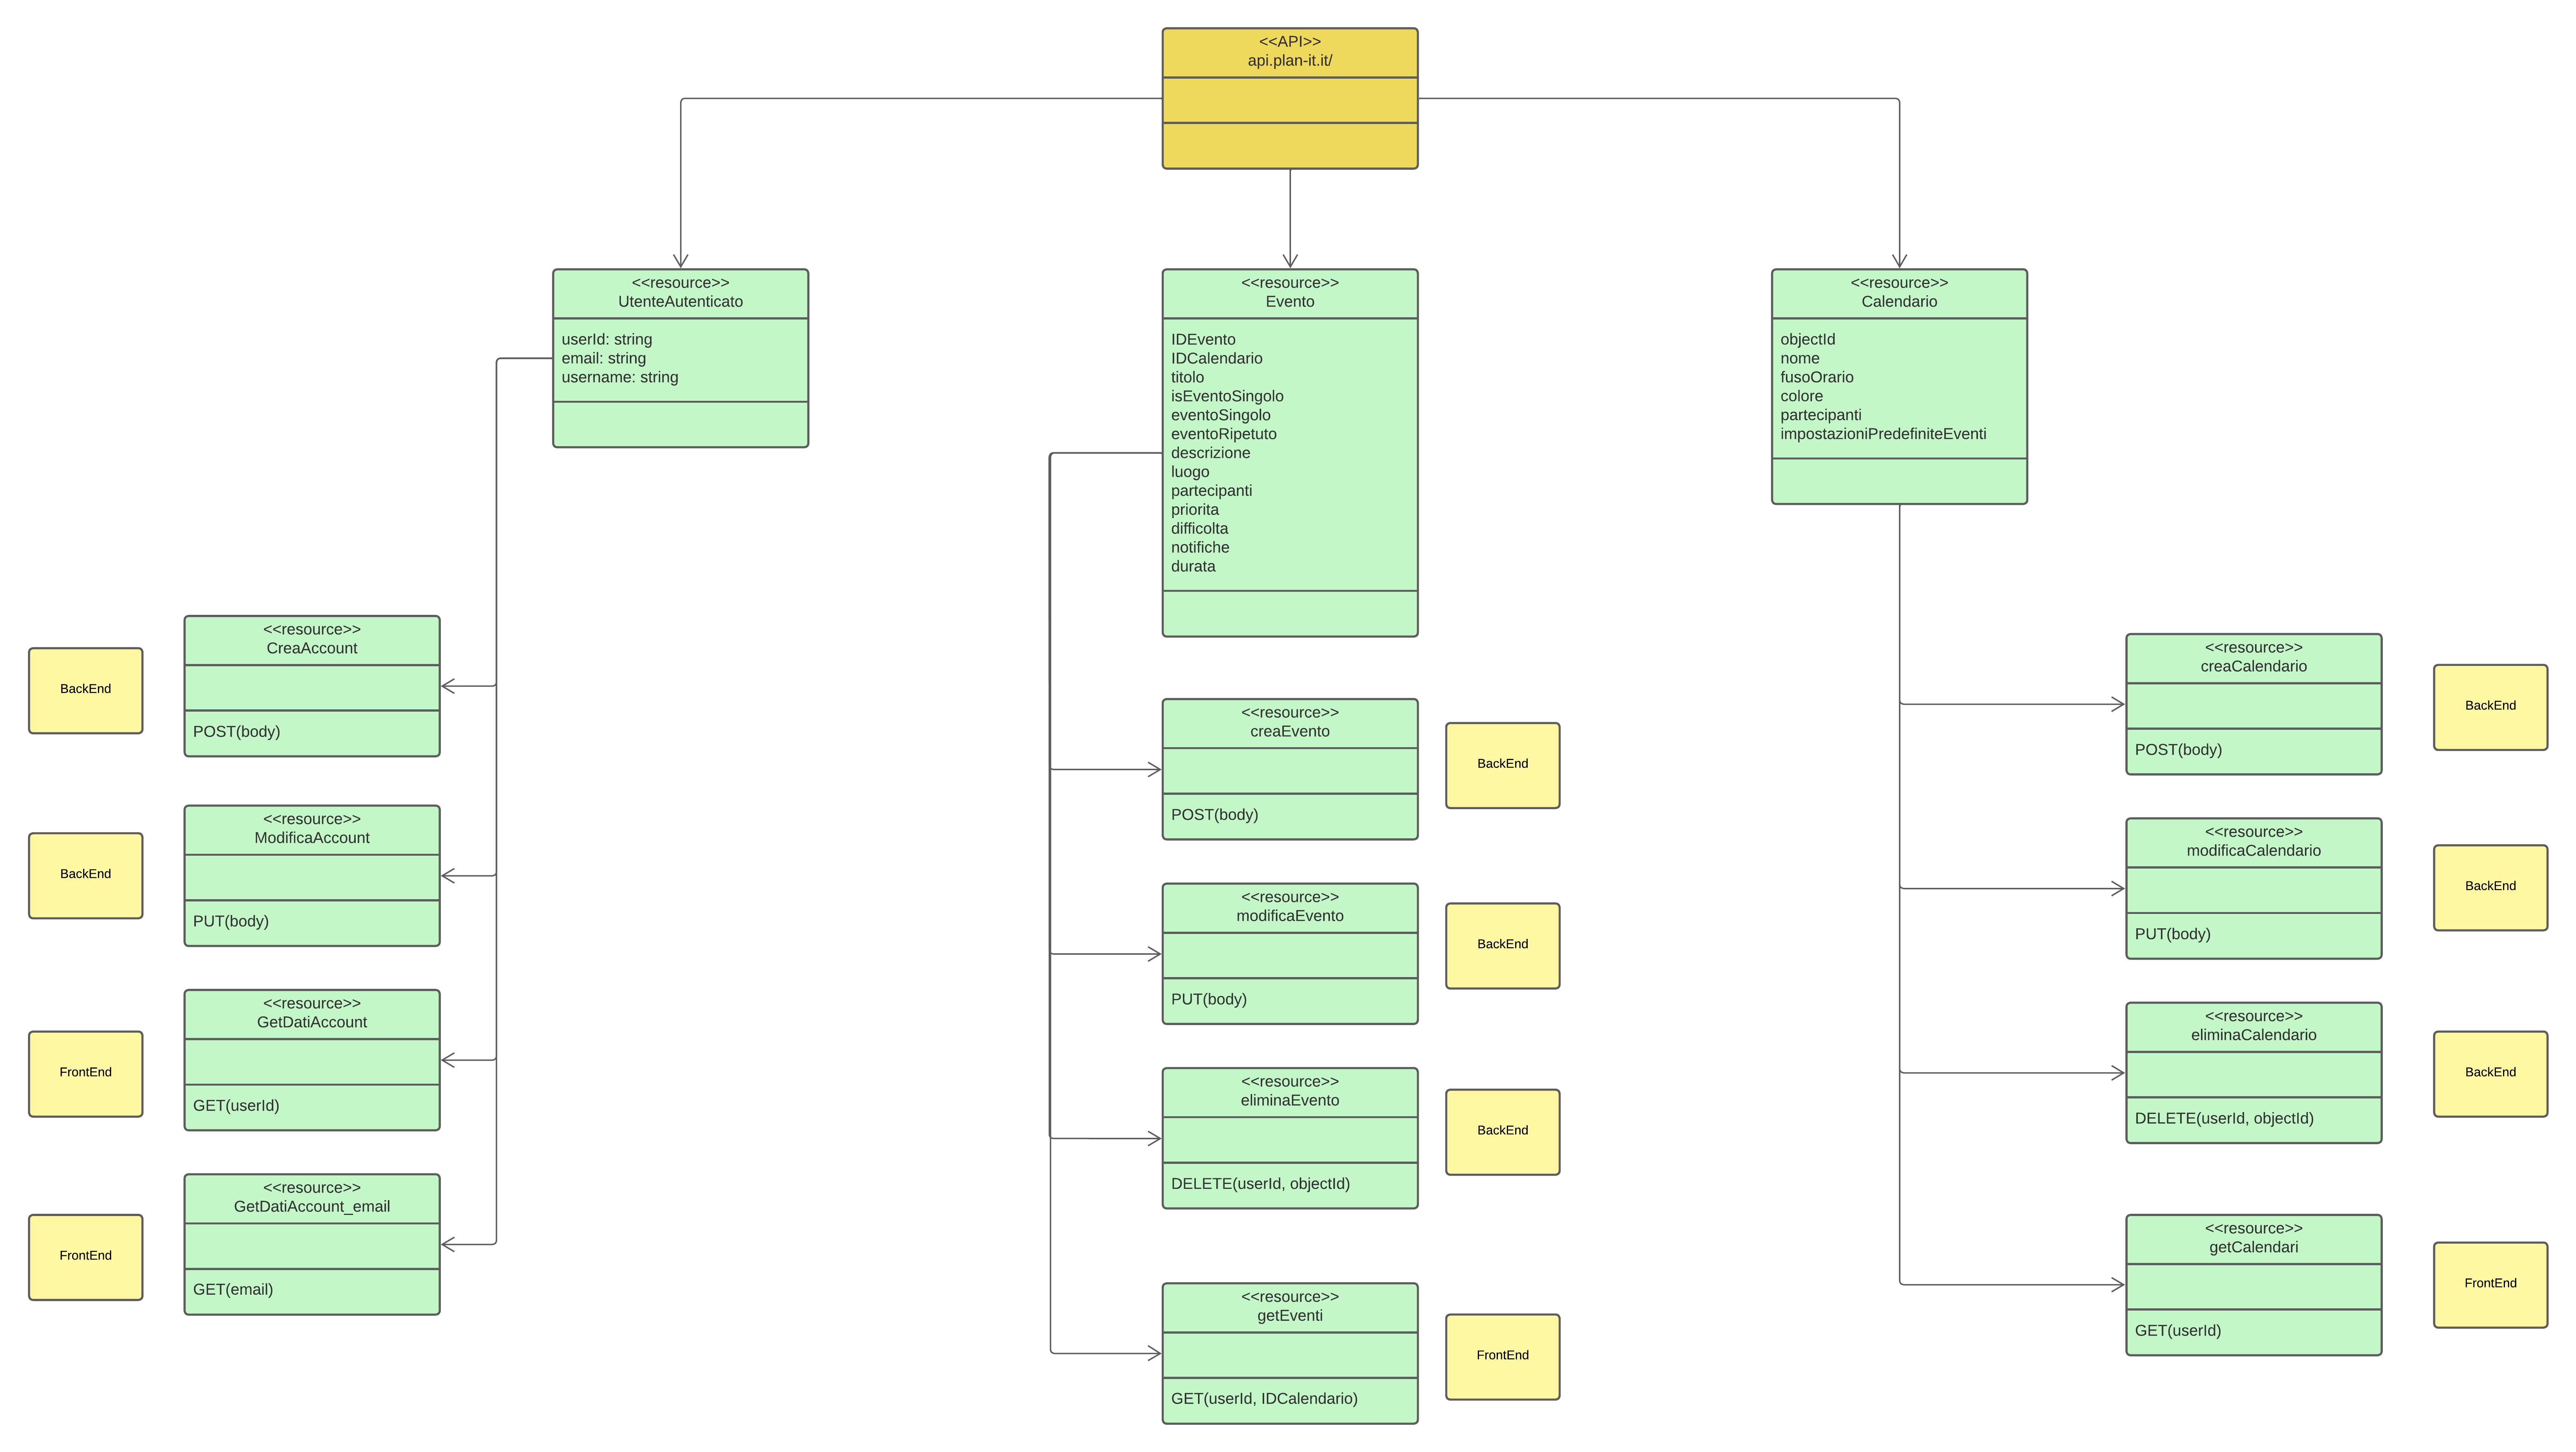 <<API>>
api.plan-it.it/
<<resource>>
UtenteAutenticato
userId: string
email: string
username: string
<<resource>>
Evento
IDEvento
IDCalendario
titolo
isEventoSingolo
eventoSingolo
eventoRipetuto
descrizione
luogo
partecipanti
priorita
difficolta
notifiche
durata
<<resource>>
Calendario
objectId
nome
fusoOrario
colore
partecipanti
impostazioniPredefiniteEventi
BackEnd
<<resource>>
CreaAccount
POST(body)
BackEnd
<<resource>>
ModificaAccount
PUT(body)
FrontEnd
<<resource>>
GetDatiAccount
GET(userId)
FrontEnd
<<resource>>
GetDatiAccount_email
GET(email)
<<resource>>
creaEvento
POST(body)
BackEnd
<<resource>>
modificaEvento
PUT(body)
BackEnd
<<resource>>
eliminaEvento
DELETE(userId, objectId)
BackEnd
<<resource>>
getEventi
GET(userId, IDCalendario)
FrontEnd
<<resource>>
creaCalendario
POST(body)
BackEnd
<<resource>>
modificaCalendario
PUT(body)
BackEnd
<<resource>>
eliminaCalendario
DELETE(userId, objectId)
BackEnd
<<resource>>
getCalendari
GET(userId)
FrontEnd